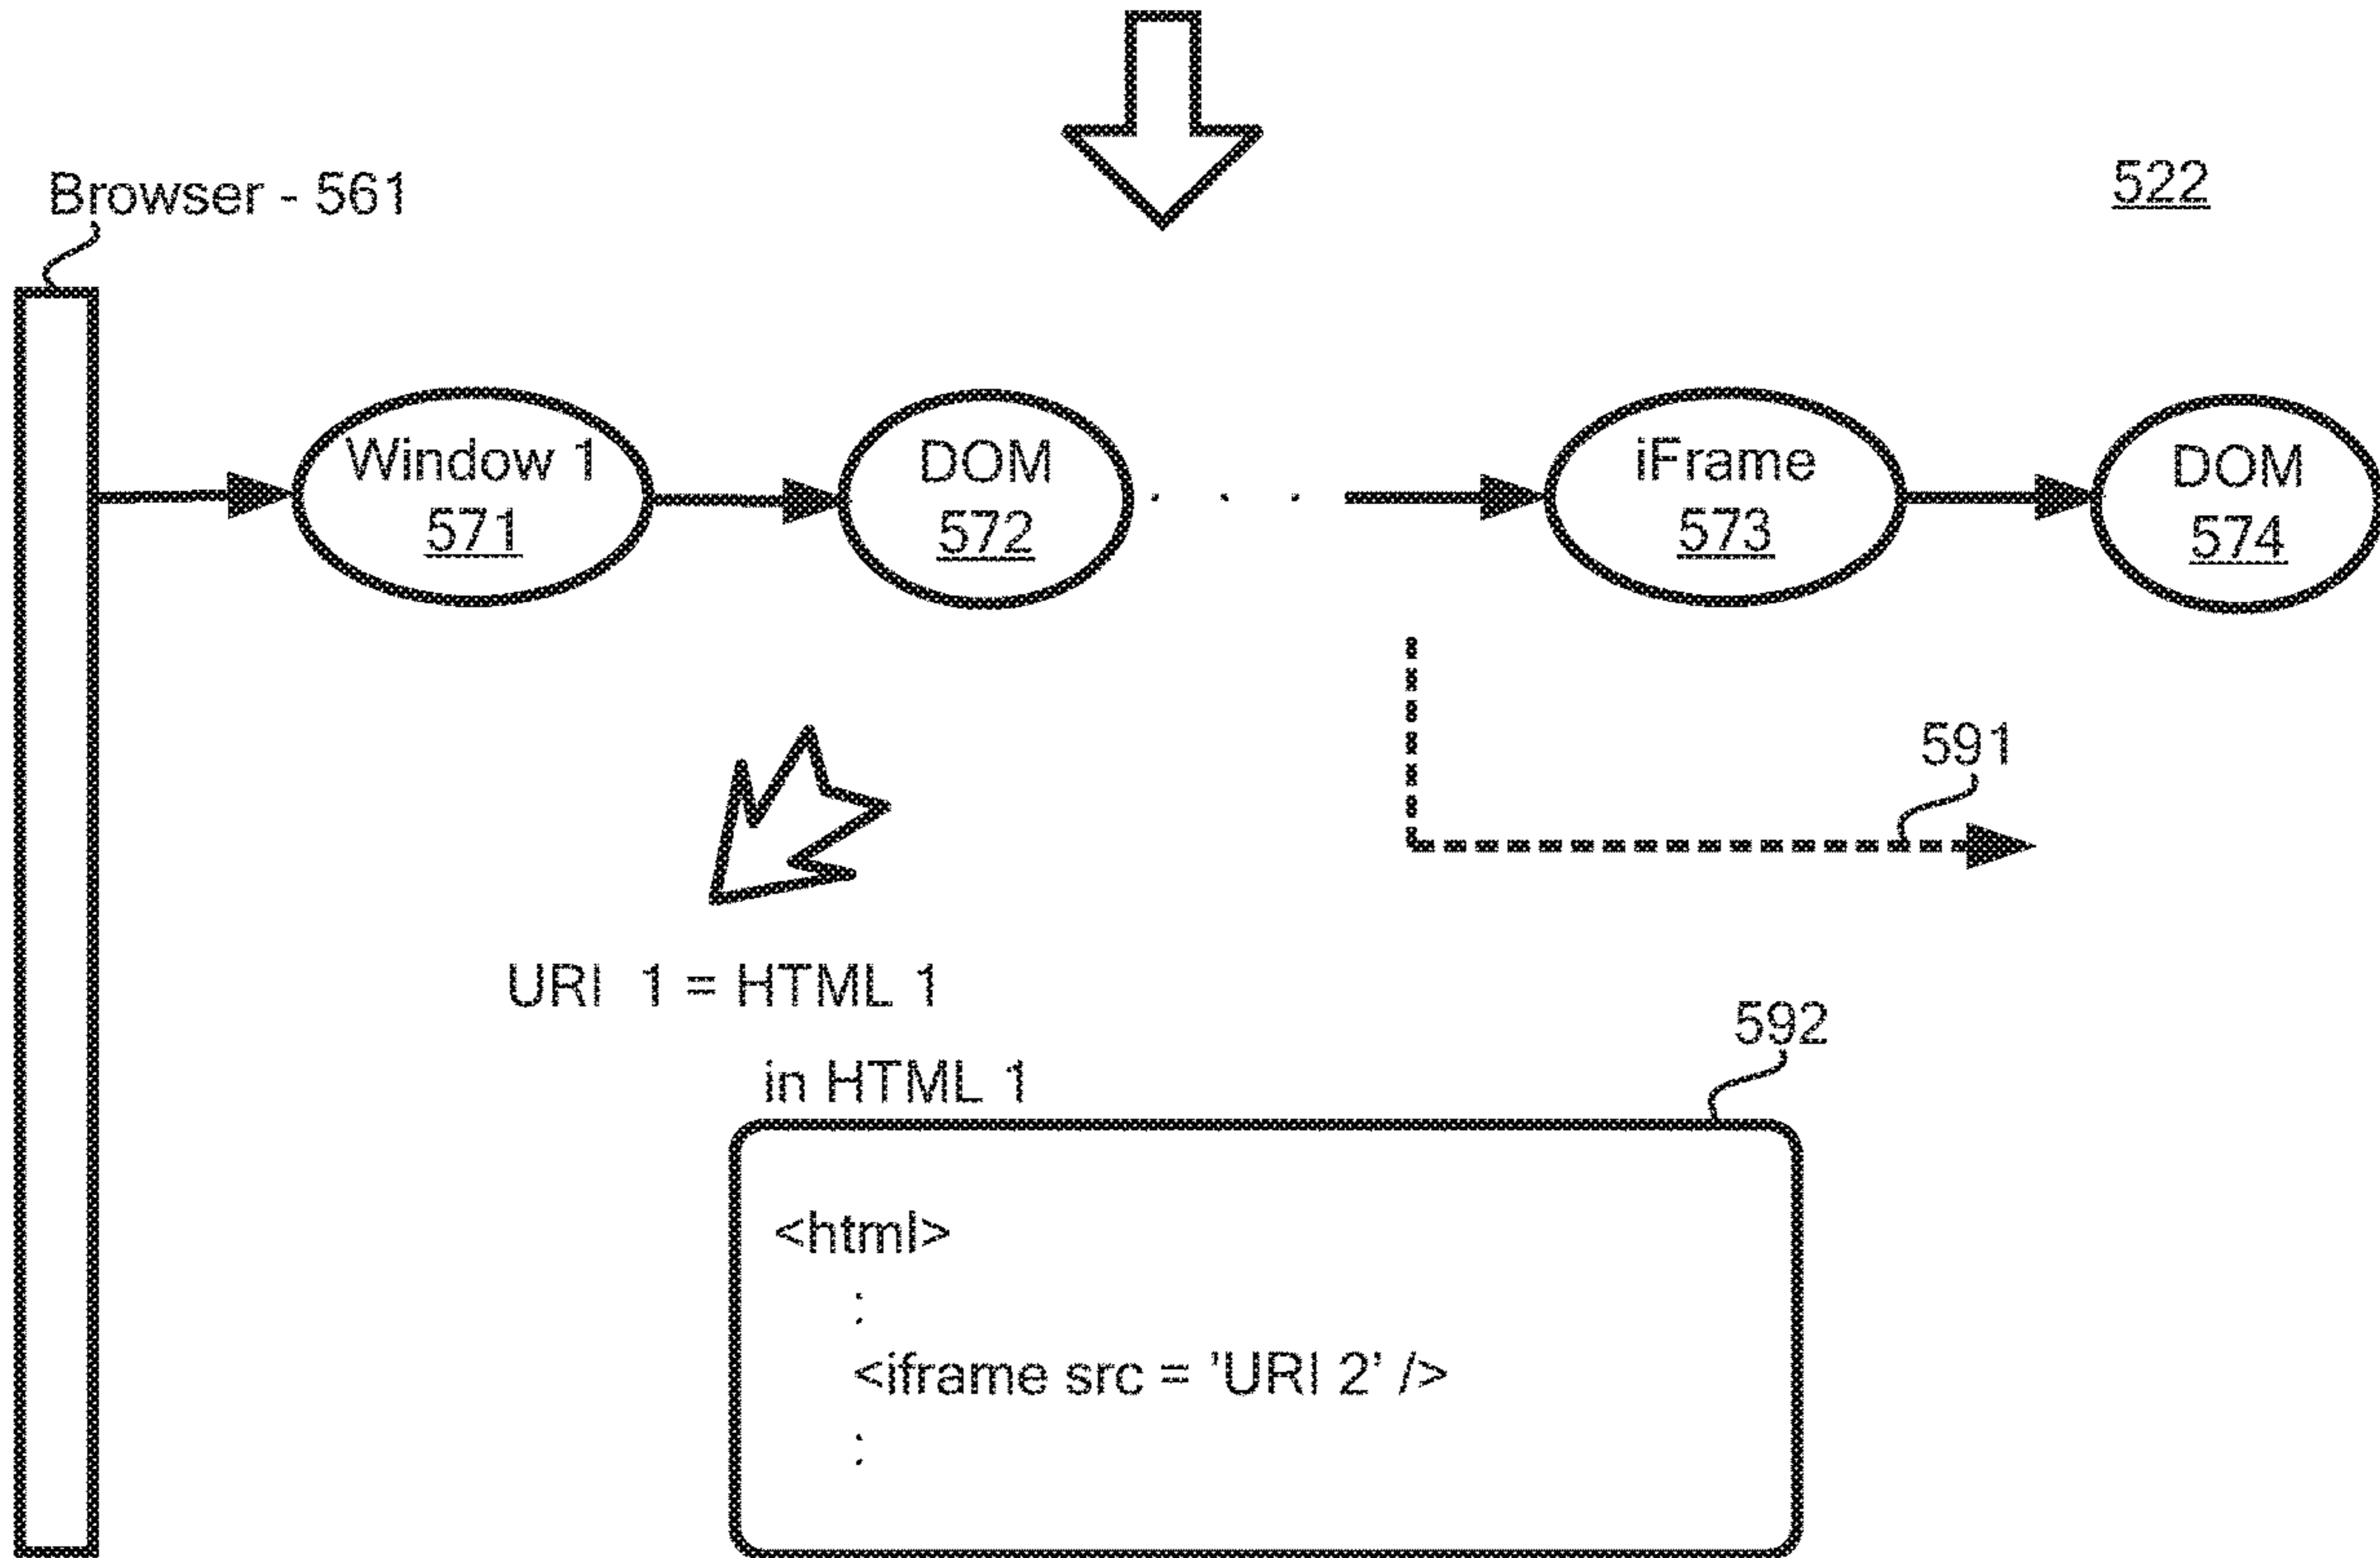 Browser - 561
522
Window 1
571
DOM
572
. . .
iFrame
573
DOM
574
591
URI 1 = HTML 1
in HTML 1
592
<html>
:
<iframe src = 'URI 2' />
: